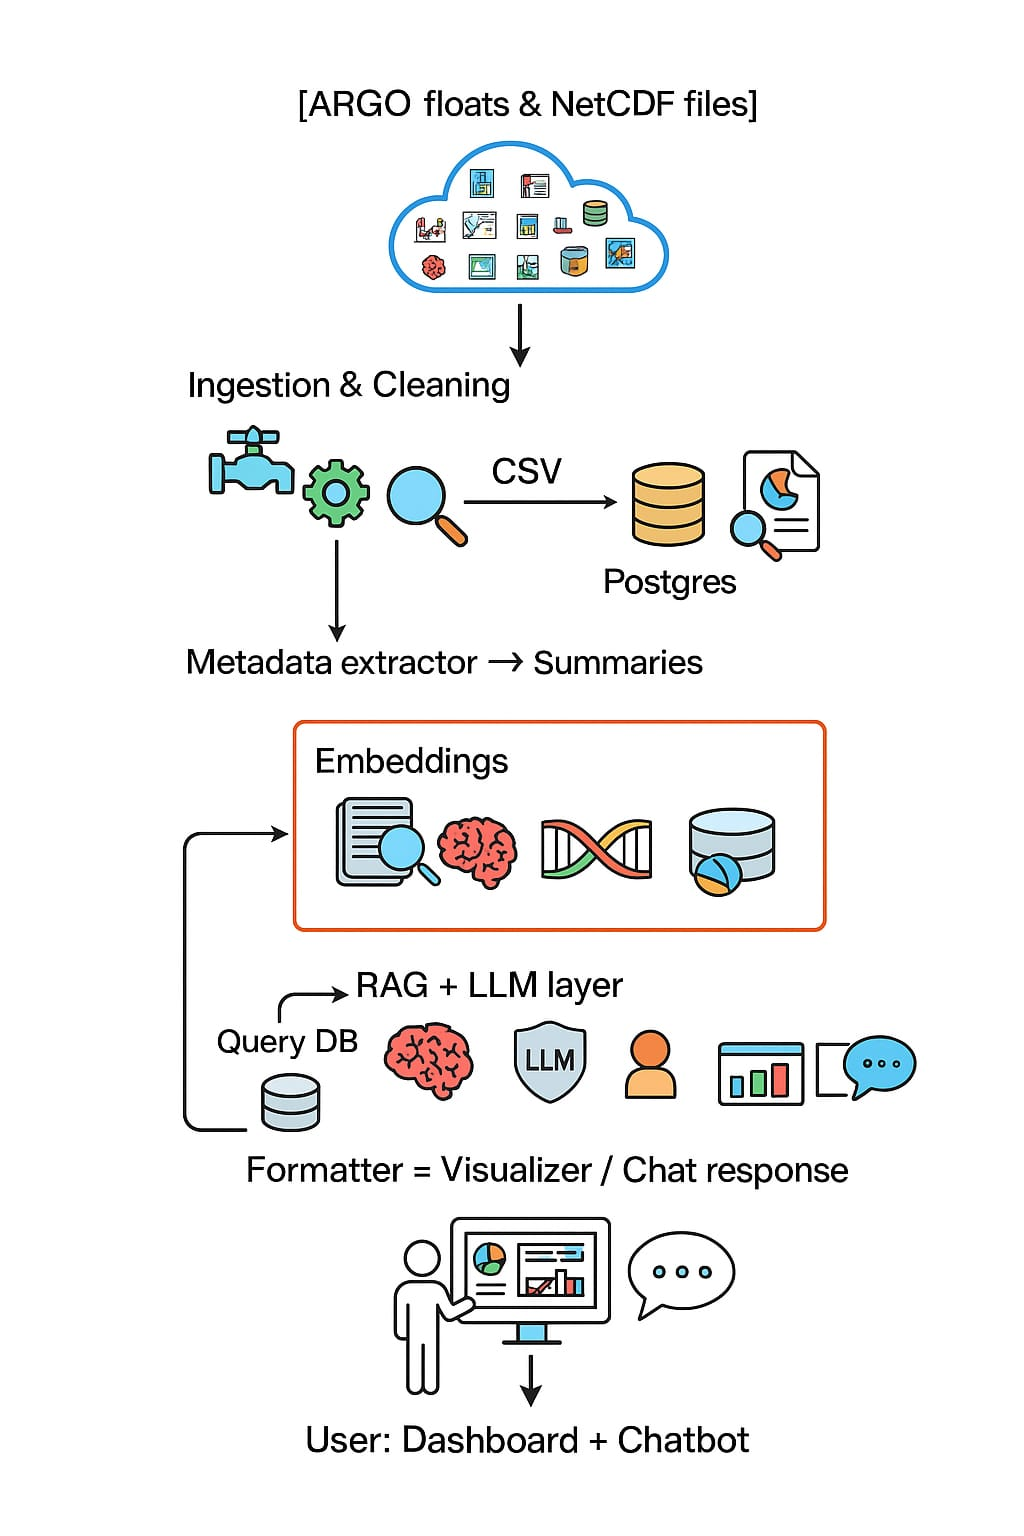 [ARGO floats & NetCDF files]
Ingestion & Cleaning
CSV
Postgres
Metadata extractor → Summaries
Embeddings
RAG + LLM layer
Query DB
LLM
Formatter = Visualizer / Chat response
User: Dashboard + Chatbot